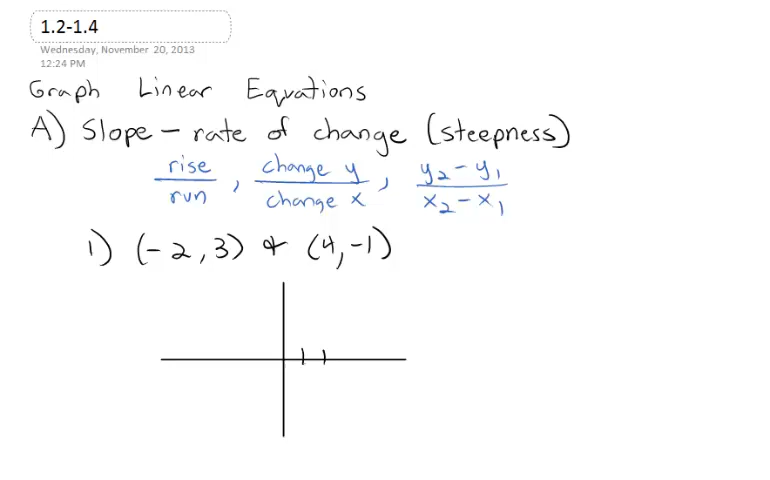 1.2-1.4
Wednesday, November 20, 2013
12:24 PM
Graph Linear Equations
A) Slope – rate of change (steepness)
rise/run, change y/change x, y₂ – y₁/x₂ – x₁
1) (-2, 3) & (4, -1)